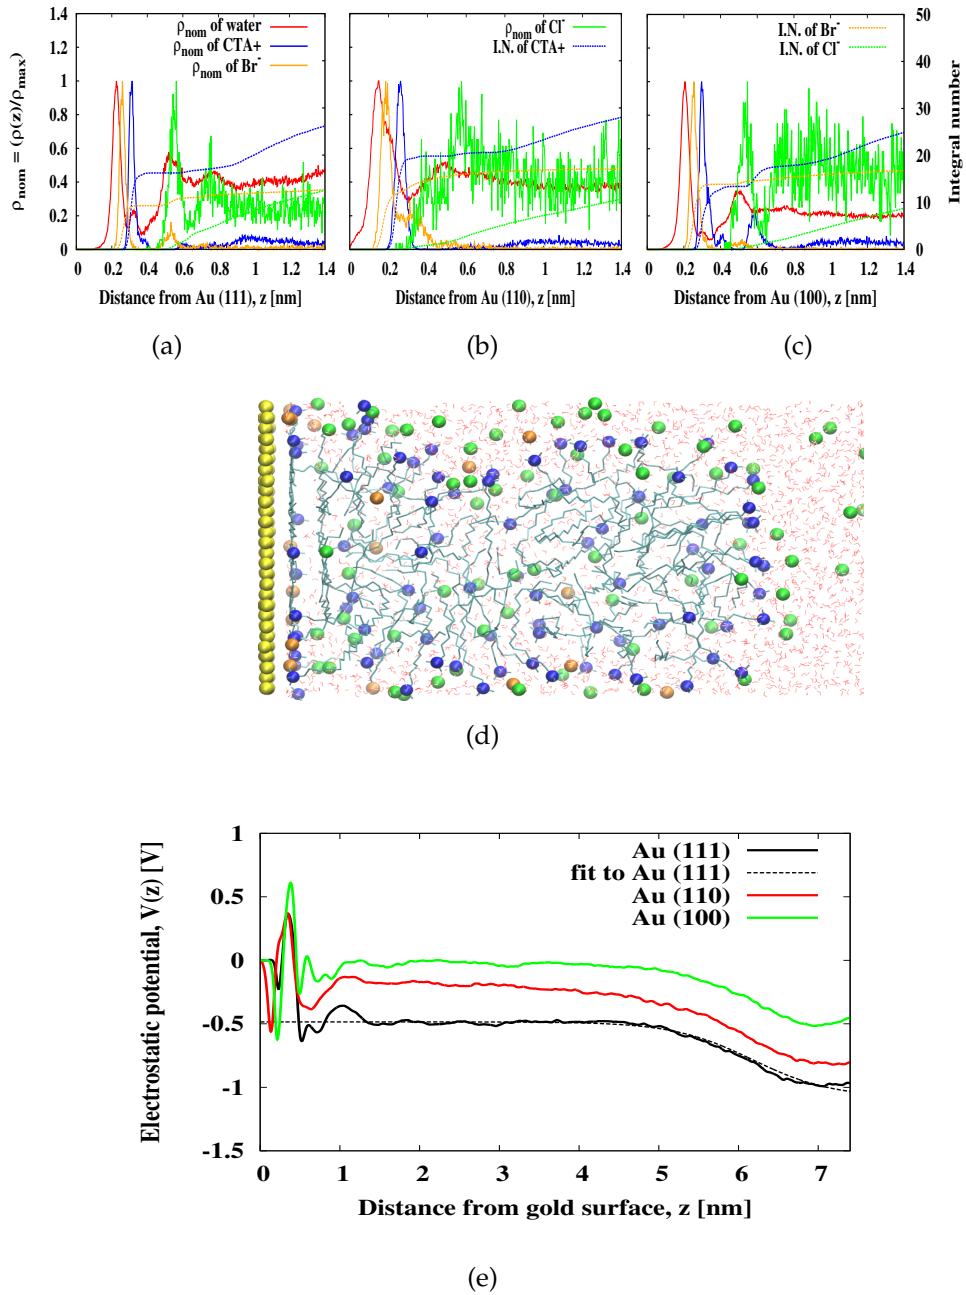 ρnom = (ρ(z)/ρmax)
1.4
1.2
1
0.8
0.6
0.4
0.2
0
ρnom of water
ρnom of CTA+
ρnom of Br-
0 0.2 0.4 0.6 0.8 1 1.2 1.4
Distance from Au (111), z [nm]
(a)
ρnom of Cl-
I.N. of CTA+
0 0.2 0.4 0.6 0.8 1 1.2 1.4
Distance from Au (110), z [nm]
(b)
I.N. of Br-
I.N. of Cl-
0 0.2 0.4 0.6 0.8 1 1.2 1.4
Distance from Au (100), z [nm]
(c)
50
40
30
20
10
0
Integral number
(d)
Electrostatic potential, V(z) [V]
1
0.5
0
-0.5
-1
-1.5
Au (111)
fit to Au (111)
Au (110)
Au (100)
0 1 2 3 4 5 6 7
Distance from gold surface, z [nm]
(e)